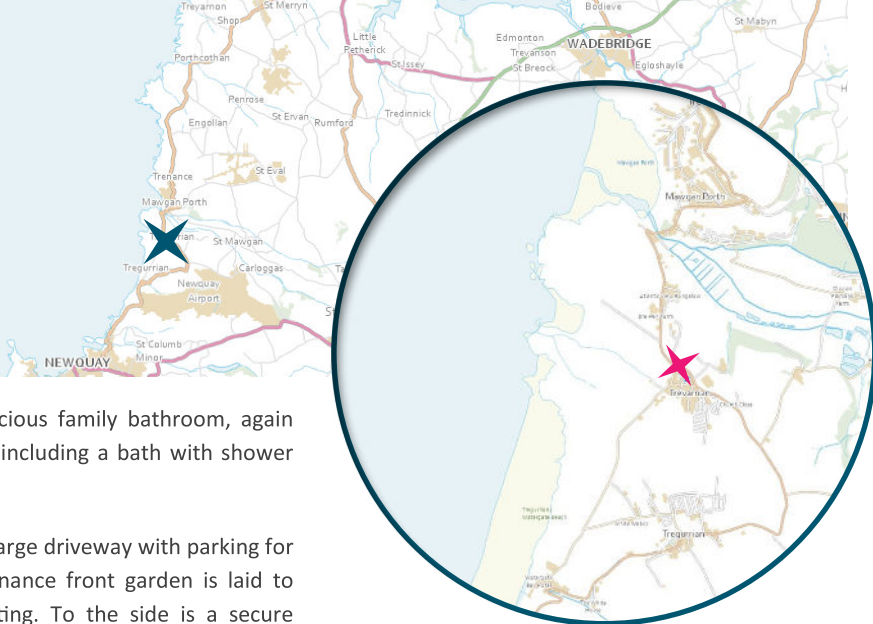 Trevarnon
St Merryn
Shop
Bodieve
Little
Petherick
Edmonton
St Mabyn
Trevanson
WADEBRIDGE
Porthcothan
St Issey
St Breock
Egloshayle
Penrose
Engollan
St Ervan
Rumford
Tredinnick
St Eval
Trenance
Mawgan Porth
St Mawgan
Tregurrian
Carloggas
Newquay
Airport
St Columb
Minor
NEWQUAY
Mawgan Porth
Mawgan Porth
Trevarrian
Tregurrian
cious family bathroom, again
including a bath with shower
arge driveway with parking for
nance front garden is laid to
ting. To the side is a secure